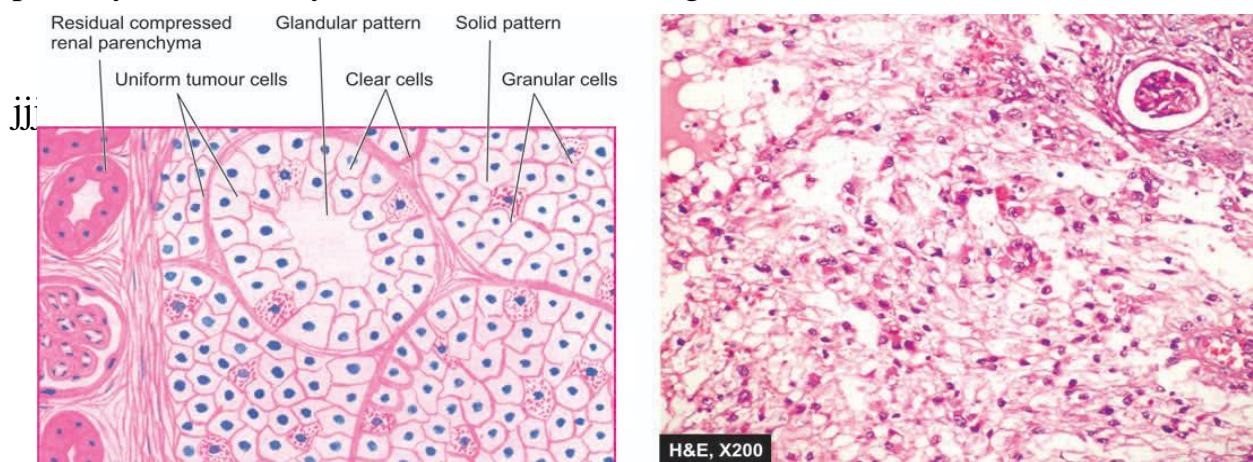 Residual compressed
renal parenchyma
Glandular pattern
Solid pattern
Uniform tumour cells
Clear cells
Granular cells
H&E, X200